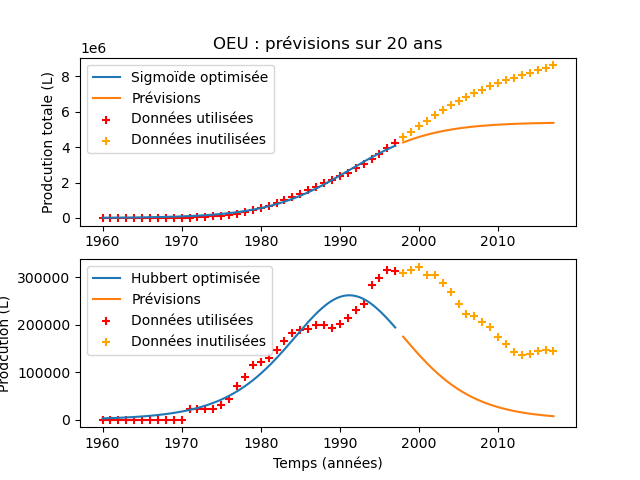 OEU : prévisions sur 20 ans
1e6
Prodcution totale (L)
8
6
4
2
0
Sigmoïde optimisée
Prévisions
Données utilisées
Données inutilisées
1960 1970 1980 1990 2000 2010
Prodcution (L)
300000
200000
100000
0
Hubbert optimisée
Prévisions
Données utilisées
Données inutilisées
1960 1970 1980 1990 2000 2010
Temps (années)